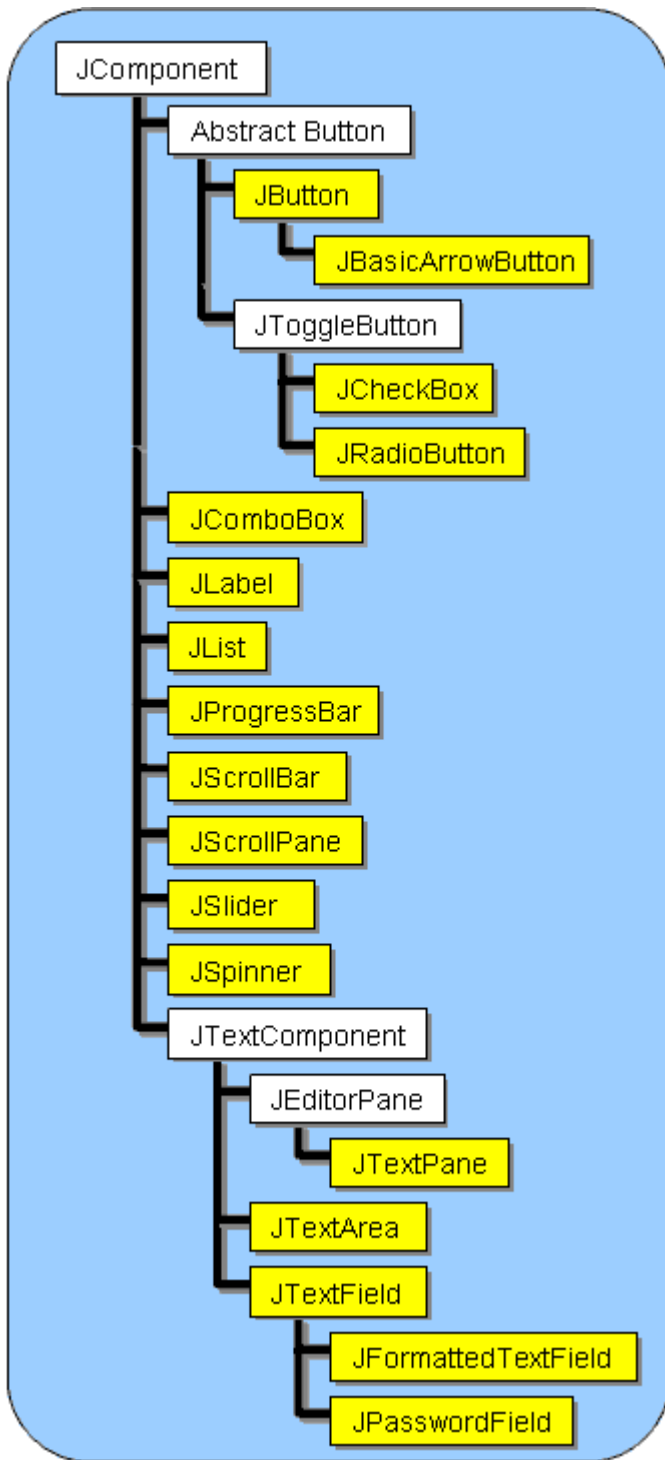 JComponent
Abstract Button
JButton
JBasicArrowButton
JToggleButton
JCheckBox
JRadioButton
JComboBox
JLabel
JList
JProgressBar
JScrollBar
JScrollPane
JSlider
JSpinner
JTextComponent
JEditorPane
JTextPane
JTextArea
JTextField
JFormattedTextField
JPasswordField